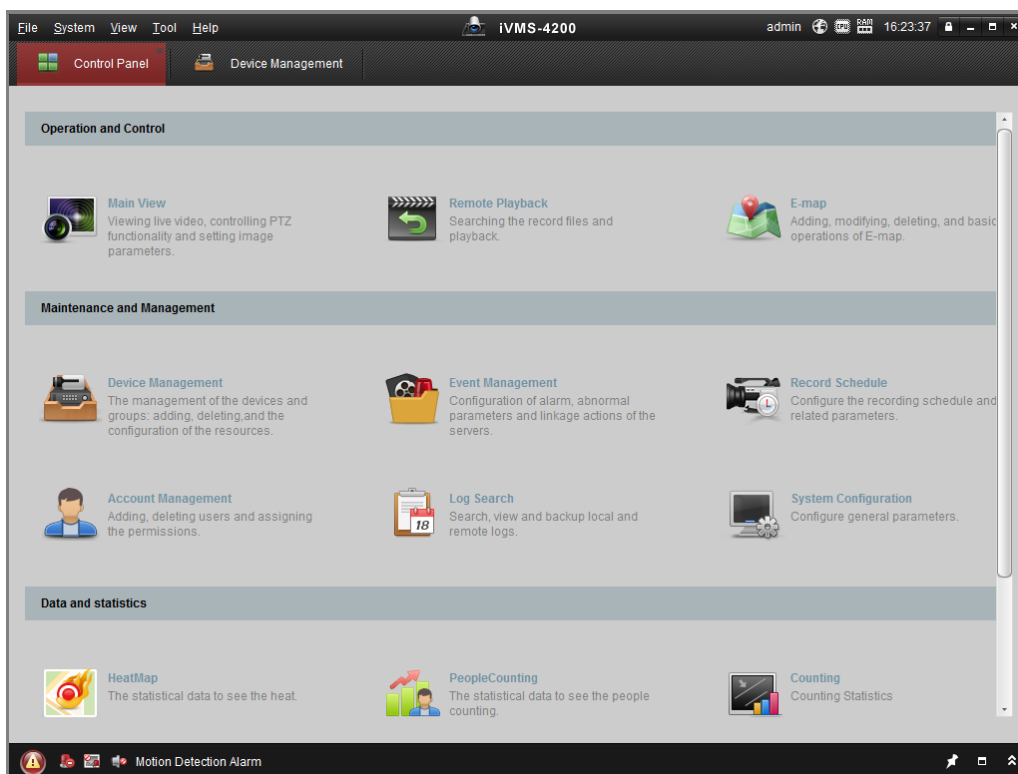 File System View Tool Help iVMS-4200 admin CPU RAM 16:23:37
Control Panel Device Management
Operation and Control
Main View
Viewing live video, controlling PTZ
functionality and setting image
parameters.
Remote Playback
Searching the record files and
playback.
E-map
Adding, modifying, deleting, and basic
operations of E-map.
Maintenance and Management
Device Management
The management of the devices and
groups: adding, deleting,and the
configuration of the resources.
Event Management
Configuration of alarm, abnormal
parameters and linkage actions of the
servers.
Record Schedule
Configure the recording schedule and
related parameters.
Account Management
Adding, deleting users and assigning
the permissions.
18
Log Search
Search, view and backup local and
remote logs.
System Configuration
Configure general parameters.
Data and statistics
HeatMap
The statistical data to see the heat.
PeopleCounting
The statistical data to see the people
counting.
Counting
Counting Statistics
Motion Detection Alarm